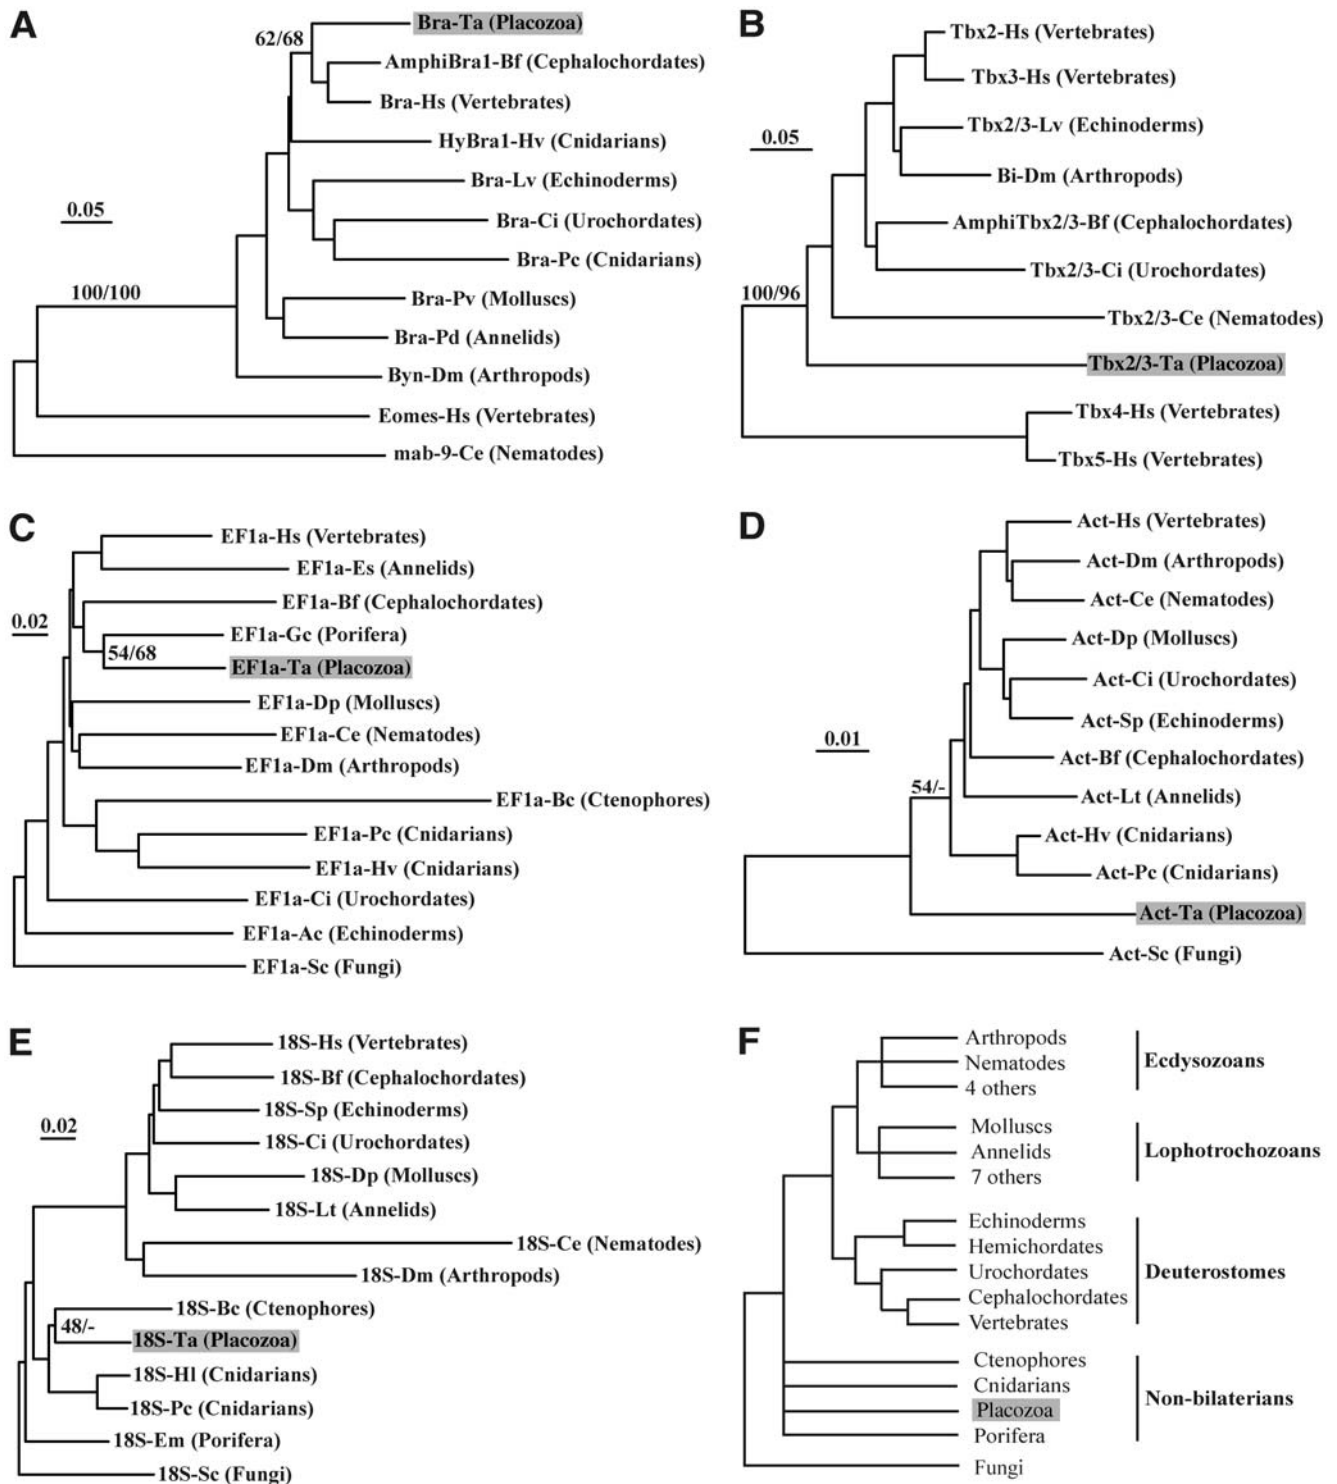 A
62/68
Bra-Ta (Placozoa)
AmphiBra1-Bf (Cephalochordates)
Bra-Hs (Vertebrates)
HyBra1-Hv (Cnidarians)
Bra-Lv (Echinoderms)
0.05
Bra-Ci (Urochordates)
Bra-Pc (Cnidarians)
100/100
Bra-Pv (Molluscs)
Bra-Pd (Annelids)
Byn-Dm (Arthropods)
Eomes-Hs (Vertebrates)
mab-9-Ce (Nematodes)
B
Tbx2-Hs (Vertebrates)
Tbx3-Hs (Vertebrates)
Tbx2/3-Lv (Echinoderms)
0.05
Bi-Dm (Arthropods)
AmphiTbx2/3-Bf (Cephalochordates)
Tbx2/3-Ci (Urochordates)
100/96
Tbx2/3-Ce (Nematodes)
Tbx2/3-Ta (Placozoa)
Tbx4-Hs (Vertebrates)
Tbx5-Hs (Vertebrates)
C
EF1a-Hs (Vertebrates)
EF1a-Es (Annelids)
EF1a-Bf (Cephalochordates)
0.02
EF1a-Gc (Porifera)
54/68
EF1a-Ta (Placozoa)
EF1a-Dp (Molluscs)
EF1a-Ce (Nematodes)
EF1a-Dm (Arthropods)
EF1a-Bc (Ctenophores)
EF1a-Pc (Cnidarians)
EF1a-Hv (Cnidarians)
EF1a-Ci (Urochordates)
EF1a-Ac (Echinoderms)
EF1a-Sc (Fungi)
D
Act-Hs (Vertebrates)
Act-Dm (Arthropods)
Act-Ce (Nematodes)
Act-Dp (Molluscs)
Act-Ci (Urochordates)
Act-Sp (Echinoderms)
0.01
Act-Bf (Cephalochordates)
54/-
Act-Lt (Annelids)
Act-Hv (Cnidarians)
Act-Pc (Cnidarians)
Act-Ta (Placozoa)
Act-Sc (Fungi)
E
18S-Hs (Vertebrates)
18S-Bf (Cephalochordates)
18S-Sp (Echinoderms)
0.02
18S-Ci (Urochordates)
18S-Dp (Molluscs)
18S-Lt (Annelids)
18S-Ce (Nematodes)
18S-Dm (Arthropods)
18S-Bc (Ctenophores)
48/-
18S-Ta (Placozoa)
18S-Hl (Cnidarians)
18S-Pc (Cnidarians)
18S-Em (Porifera)
18S-Sc (Fungi)
F
Arthropods
Nematodes
4 others
Ecdysozoans
Molluscs
Annelids
7 others
Lophotrochozoans
Echinoderms
Hemichordates
Urochordates
Cephalochordates
Vertebrates
Deuterostomes
Ctenophores
Cnidarians
Placozoa
Porifera
Non-bilaterians
Fungi